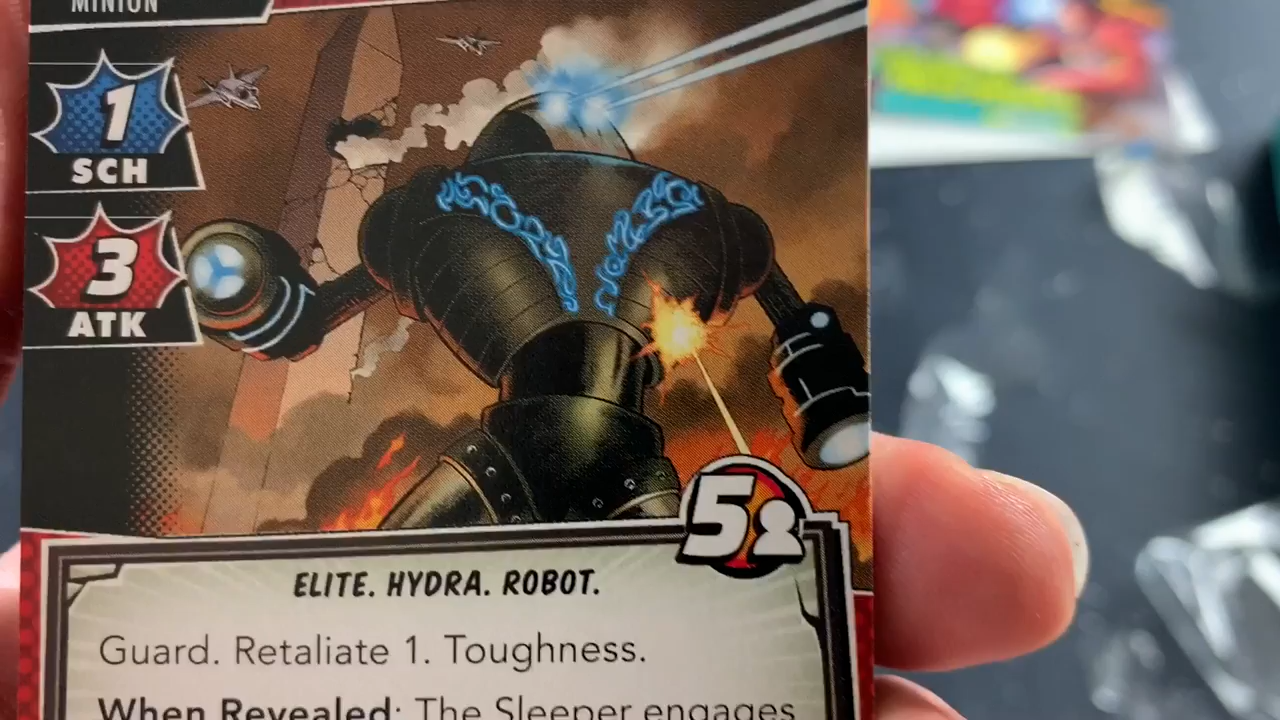 MINION
1
SCH
3
ATK
5
ELITE. HYDRA. ROBOT.
Guard. Retaliate 1. Toughness.
When Revealed: The Sleeper engages